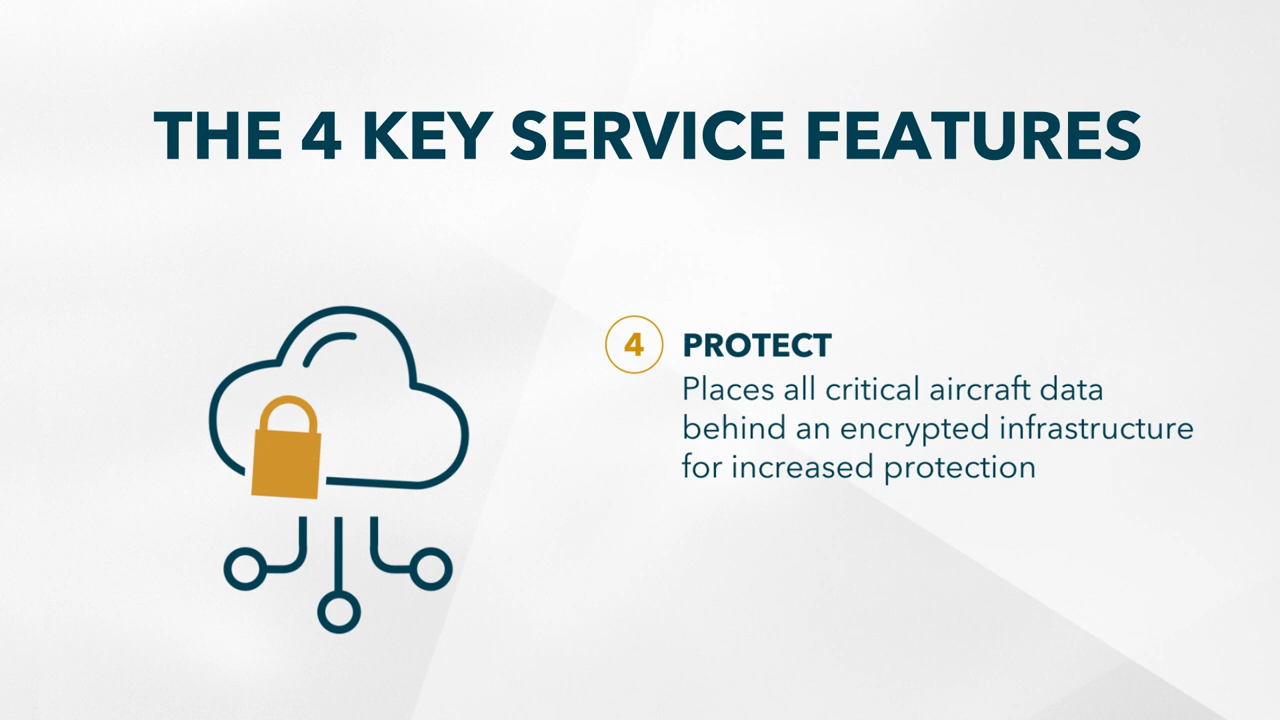 THE 4 KEY SERVICE FEATURES
4 PROTECT
Places all critical aircraft data
behind an encrypted infrastructure
for increased protection